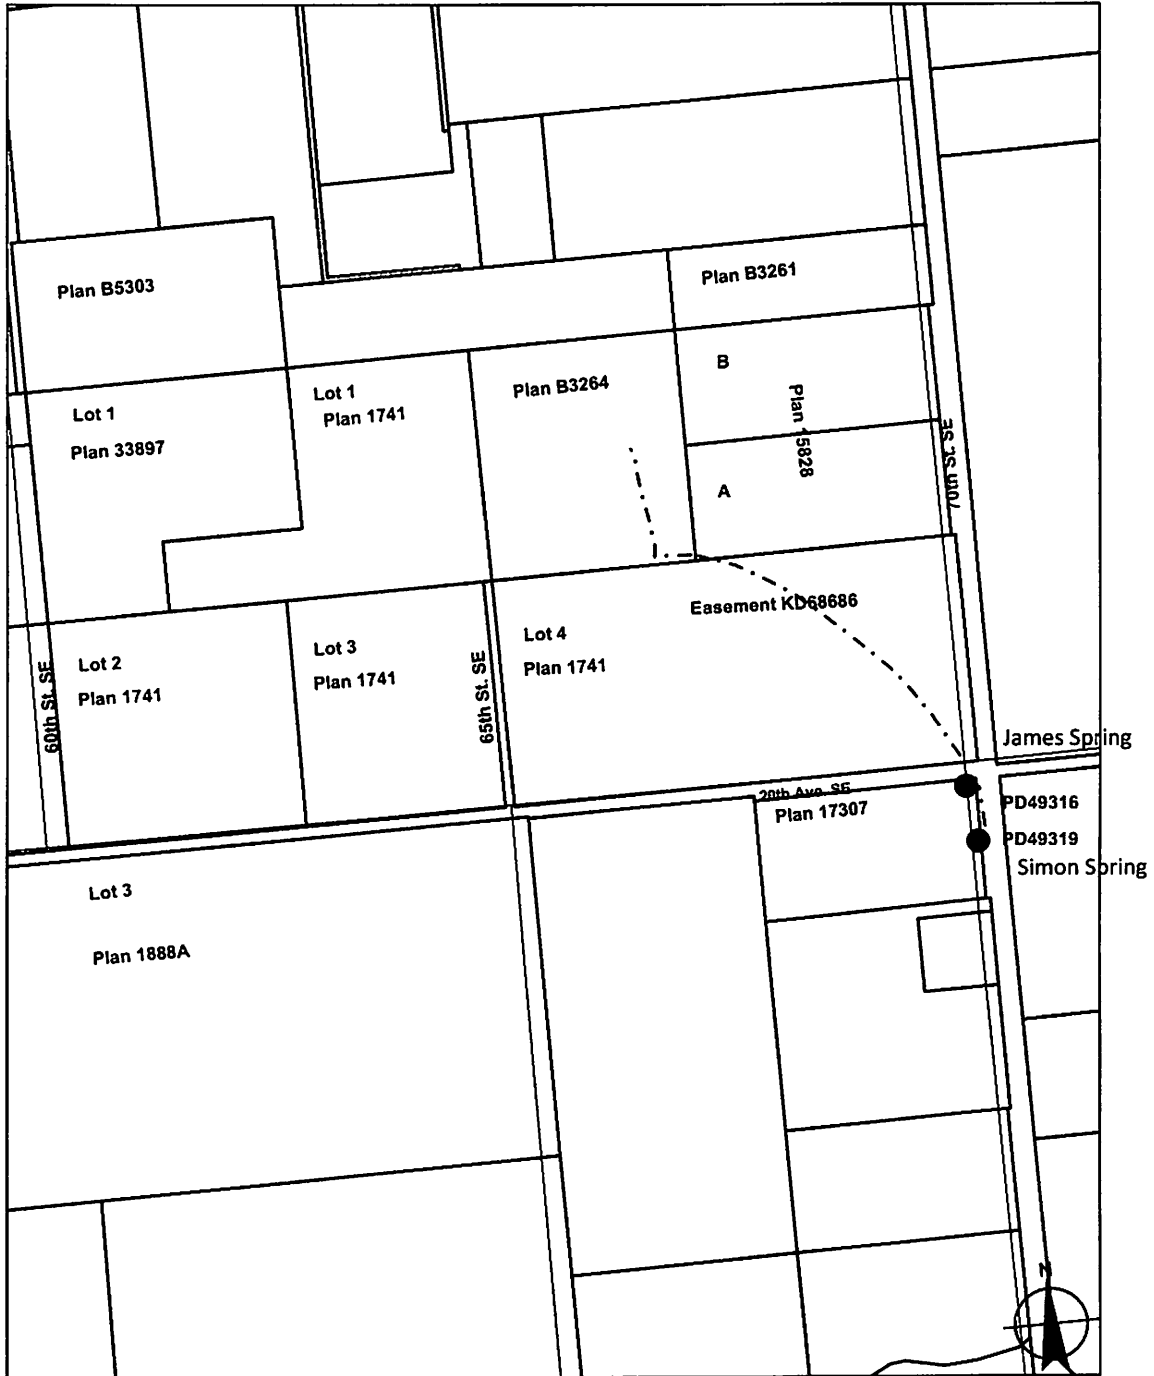 Plan B5303
Plan B3261
Lot 1
Plan 33897
Lot 1
Plan 1741
Plan B3264
B
Plan 15828
A
70th St. SE
Easement KD68686
Lot 2
Plan 1741
60th St. SE
Lot 3
Plan 1741
65th St. SE
Lot 4
Plan 1741
James Spring
20th Ave. SE
Plan 17307
PD49316
PD49319
Simon Spring
Lot 3
Plan 1888A
N